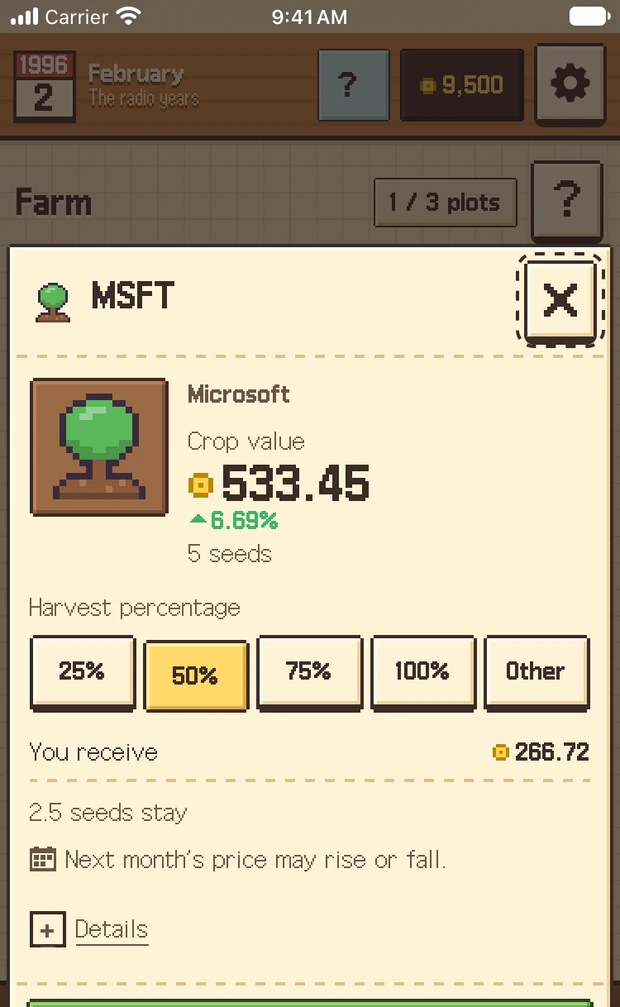 Carrier 9:41 AM
1996
2
February
The radio years
?
9,500
Farm
1 / 3 plots
?
MSFT
Microsoft
Crop value
533.45
6.69%
5 seeds
Harvest percentage
25% 50% 75% 100% Other
You receive 266.72
2.5 seeds stay
Next month's price may rise or fall.
+ Details